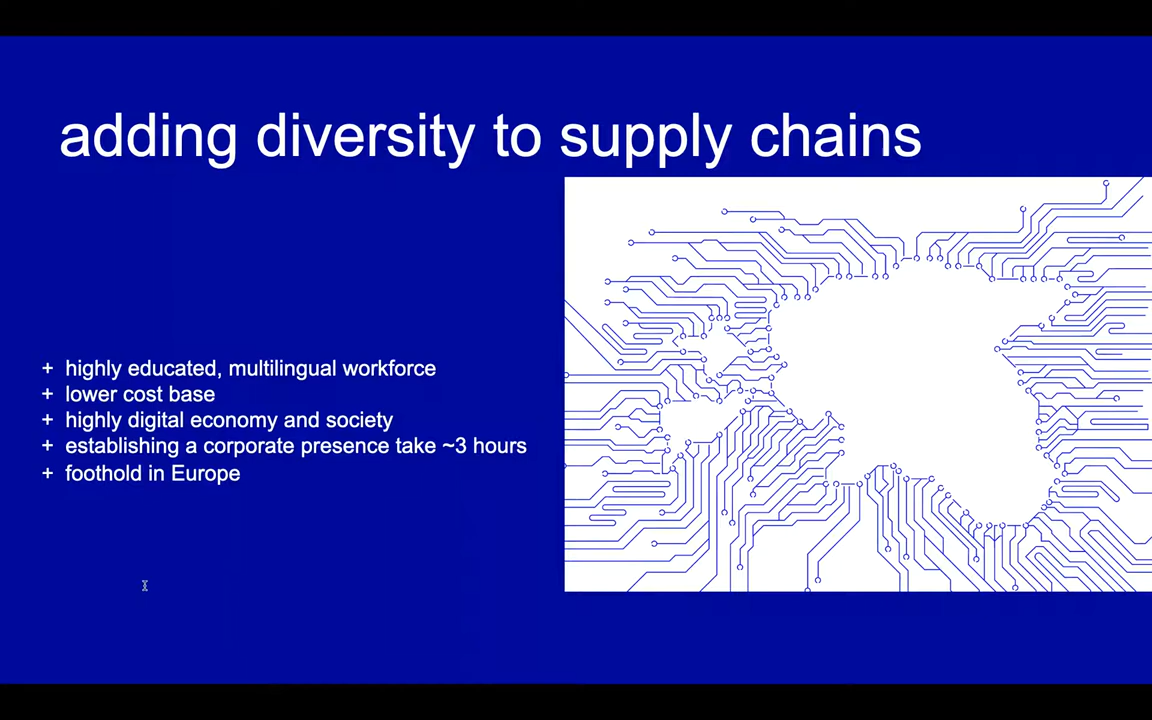 adding diversity to supply chains
+ highly educated, multilingual workforce
+ lower cost base
+ highly digital economy and society
+ establishing a corporate presence take ~3 hours
+ foothold in Europe